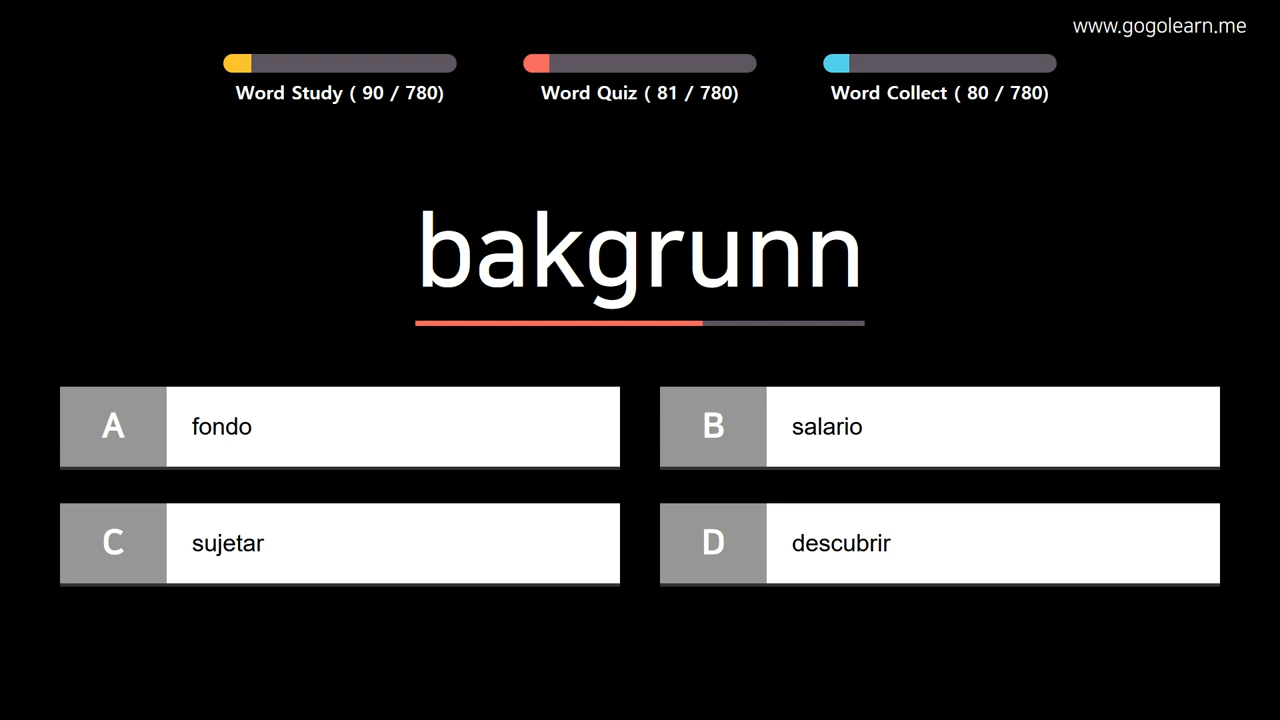 www.gogolearn.me
Word Study ( 90 / 780)
Word Quiz ( 81 / 780)
Word Collect ( 80 / 780)
bakgrunn
A fondo
B salario
C sujetar
D descubrir